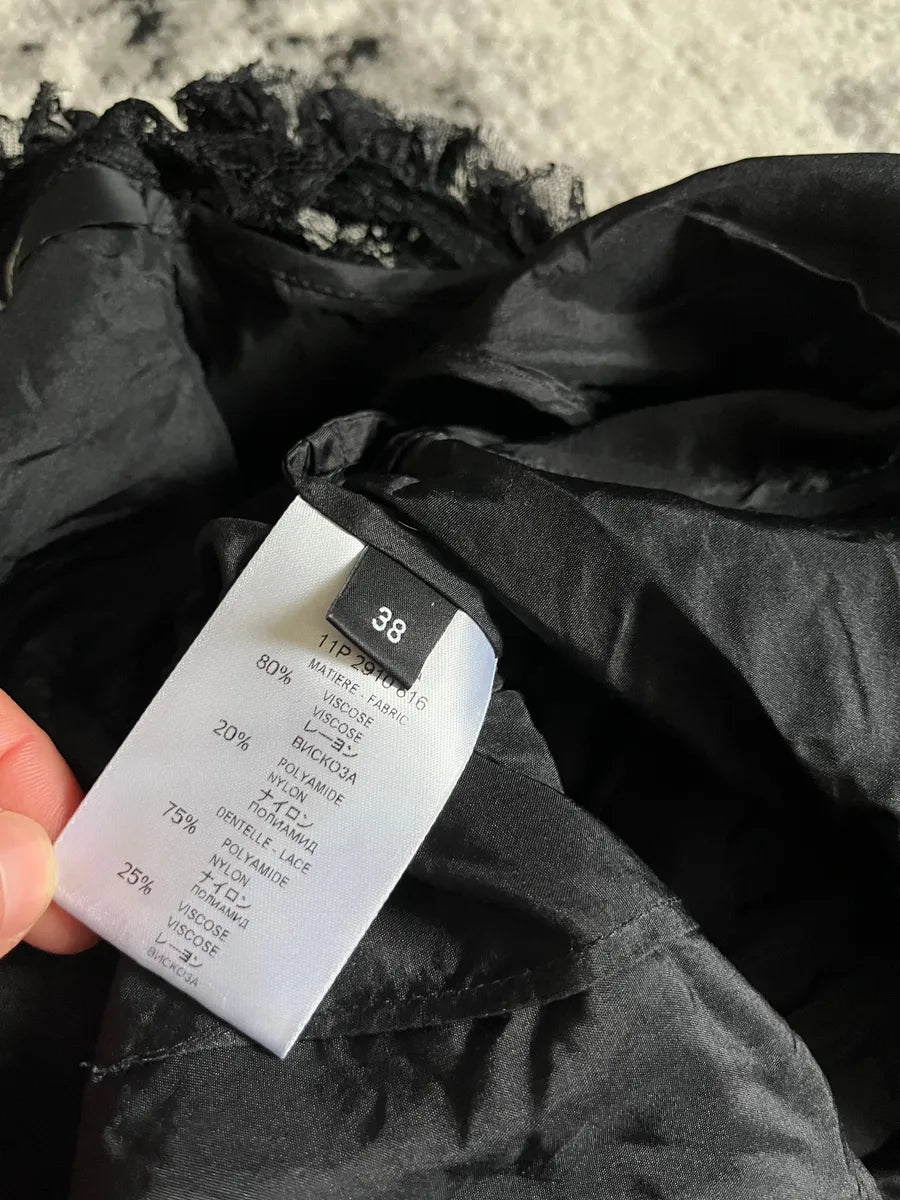 38
11P 2910 816
MATIERE - FABRIC
80% VISCOSE
VISCOSE
レーヨン
ВИСКОЗА
20% POLYAMIDE
NYLON
ナイロン
ПОЛИАМИД
DENTELLE - LACE
75% POLYAMIDE
NYLON
ナイロン
ПОЛИАМИД
25% VISCOSE
VISCOSE
レーヨン
ВИСКОЗА